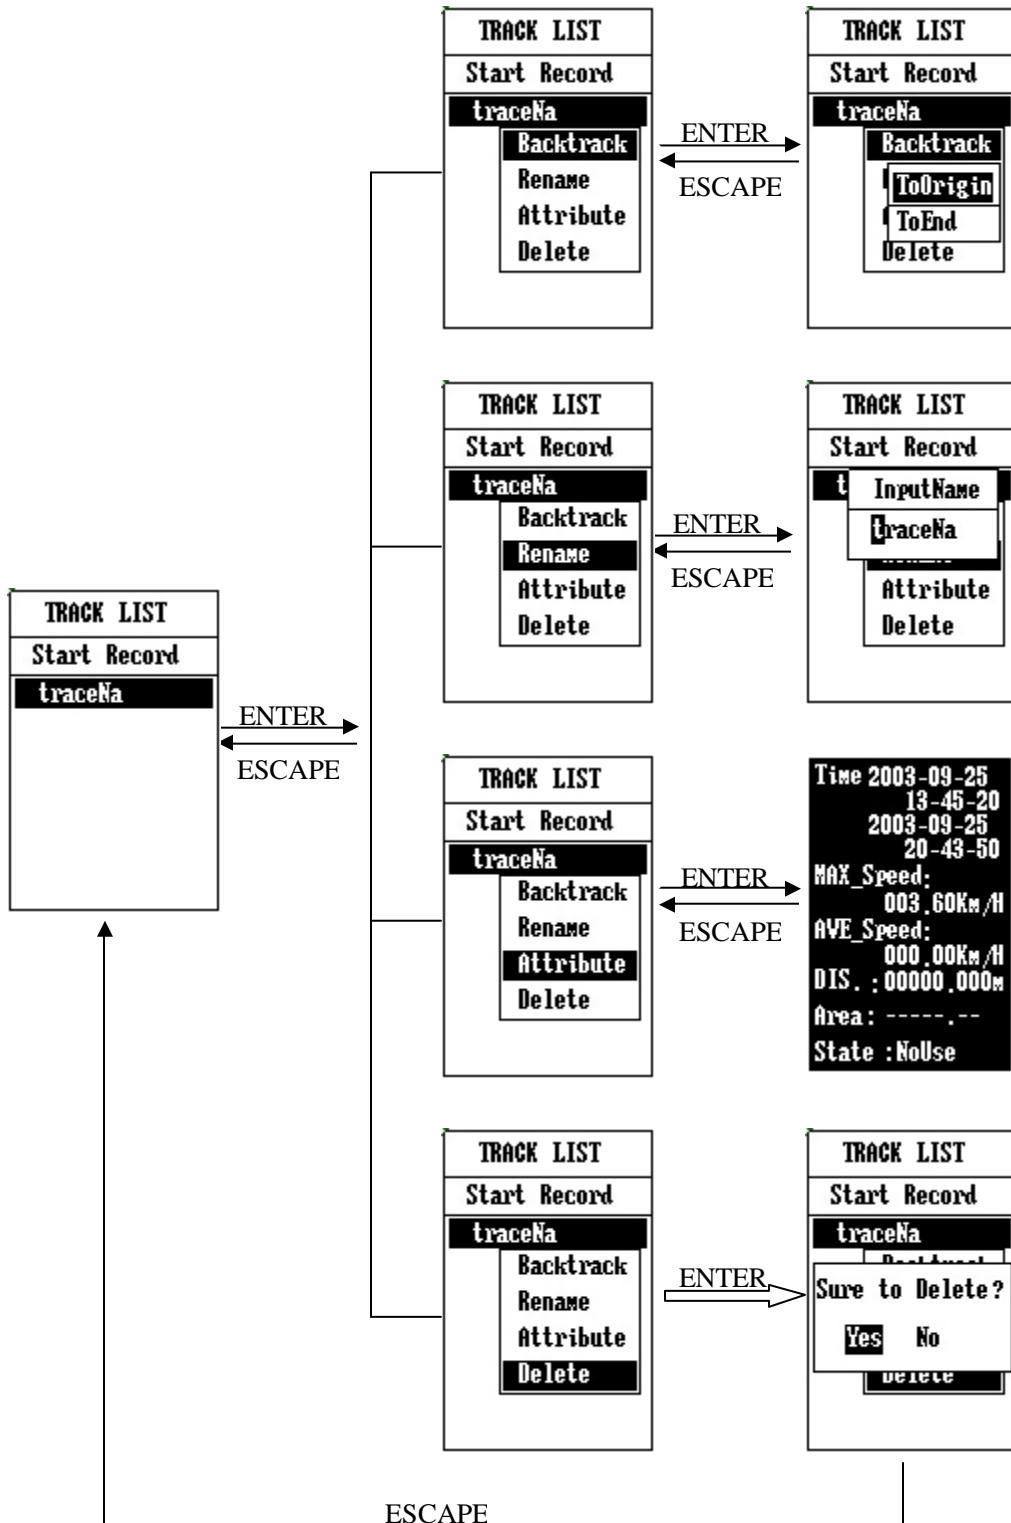 TRACK LIST
Start Record
traceNa
ENTER
ESCAPE
TRACK LIST
Start Record
traceNa
Backtrack
Rename
Attribute
Delete
ENTER
ESCAPE
TRACK LIST
Start Record
traceNa
Backtrack
ToOrigin
ToEnd
Delete
TRACK LIST
Start Record
traceNa
Backtrack
Rename
Attribute
Delete
ENTER
ESCAPE
TRACK LIST
Start Record
t
InputName
traceNa
Attribute
Delete
TRACK LIST
Start Record
traceNa
Backtrack
Rename
Attribute
Delete
ENTER
ESCAPE
Time 2003-09-25
13-45-20
2003-09-25
20-43-50
MAX_Speed:
003.60Km/H
AVE_Speed:
000.00Km/H
DIS. :00000.000m
Area: -----.--
State :NoUse
TRACK LIST
Start Record
traceNa
Backtrack
Rename
Attribute
Delete
ENTER
TRACK LIST
Start Record
traceNa
Sure to Delete?
Yes No
Delete
ESCAPE